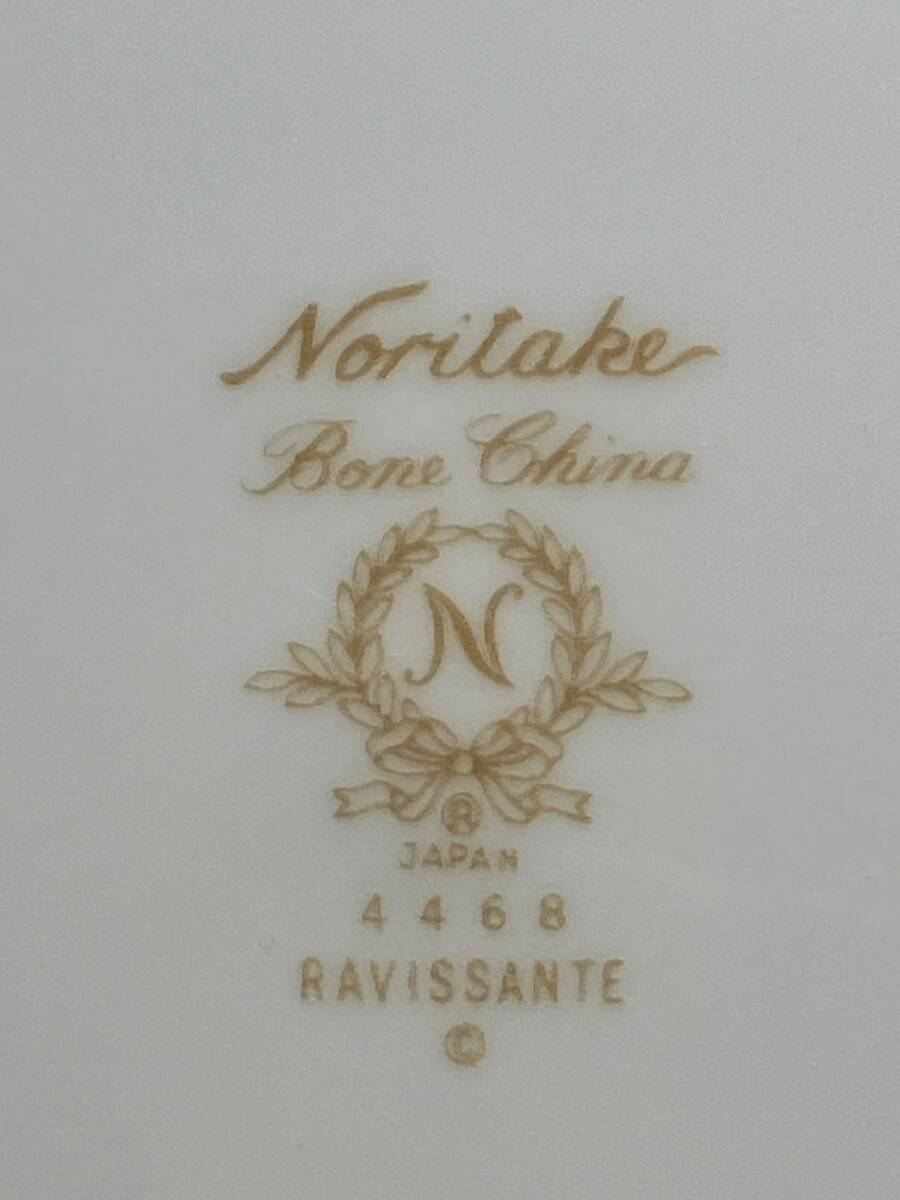 Noritake
Bone China
N
®
JAPAN
4468
RAVISSANTE
©